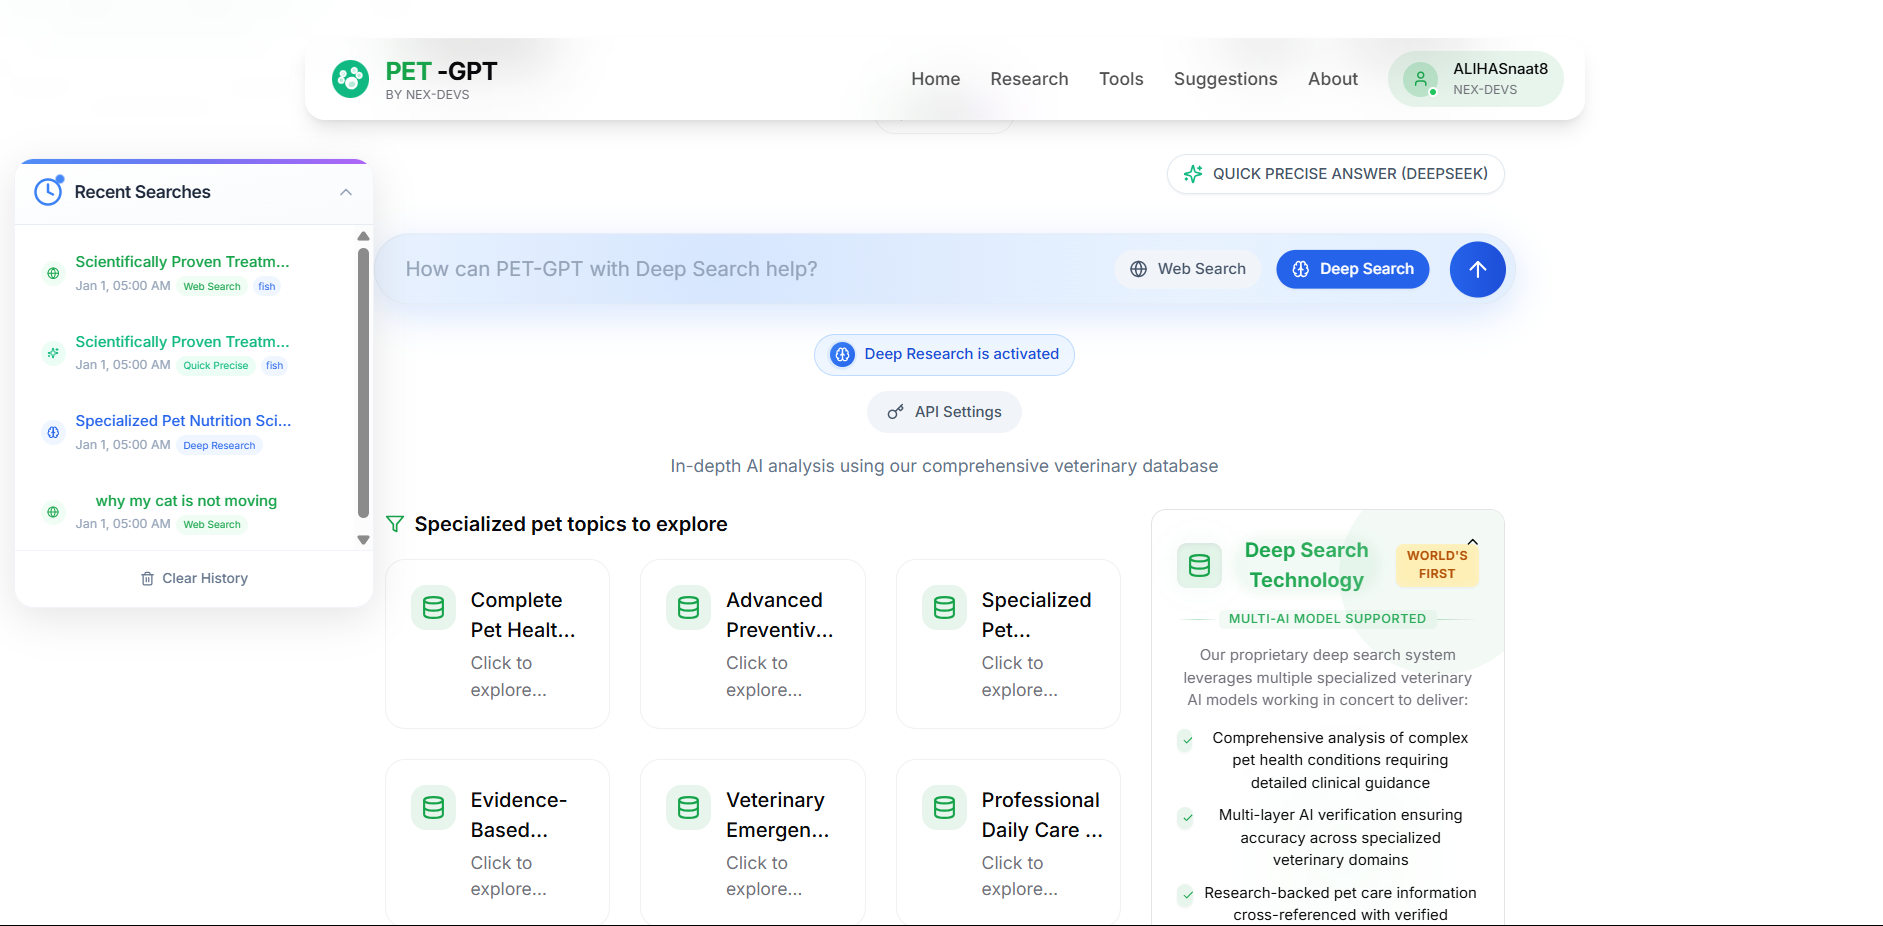 PET -GPT
BY NEX-DEVS
Home
Research
Tools
Suggestions
About
ALIHASnaat8
NEX-DEVS
Recent Searches
Scientifically Proven Treatm...
Jan 1, 05:00 AM Web Search fish
Scientifically Proven Treatm...
Jan 1, 05:00 AM Quick Precise fish
Specialized Pet Nutrition Sci...
Jan 1, 05:00 AM Deep Research
why my cat is not moving
Jan 1, 05:00 AM Web Search
Clear History
QUICK PRECISE ANSWER (DEEPSEEK)
How can PET-GPT with Deep Search help?
Web Search
Deep Search
Deep Research is activated
API Settings
In-depth AI analysis using our comprehensive veterinary database
Specialized pet topics to explore
Complete
Pet Healt...
Click to
explore...
Advanced
Preventiv...
Click to
explore...
Specialized
Pet...
Click to
explore...
Evidence-
Based...
Click to
explore...
Veterinary
Emergen...
Click to
explore...
Professional
Daily Care ...
Click to
explore...
Deep Search
Technology
WORLD'S
FIRST
MULTI-AI MODEL SUPPORTED
Our proprietary deep search system
leverages multiple specialized veterinary
AI models working in concert to deliver:
Comprehensive analysis of complex
pet health conditions requiring
detailed clinical guidance
Multi-layer AI verification ensuring
accuracy across specialized
veterinary domains
Research-backed pet care information
cross-referenced with verified